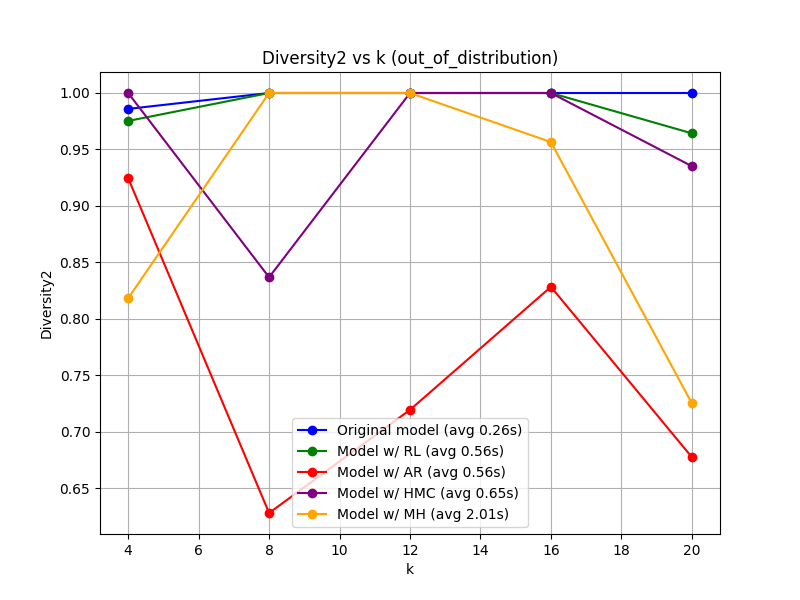 Diversity2 vs k (out_of_distribution)
1.00
0.95
0.90
0.85
0.80
0.75
0.70
0.65
Diversity2
Original model (avg 0.26s)
Model w/ RL (avg 0.56s)
Model w/ AR (avg 0.56s)
Model w/ HMC (avg 0.65s)
Model w/ MH (avg 2.01s)
4 6 8 10 12 14 16 18 20
k